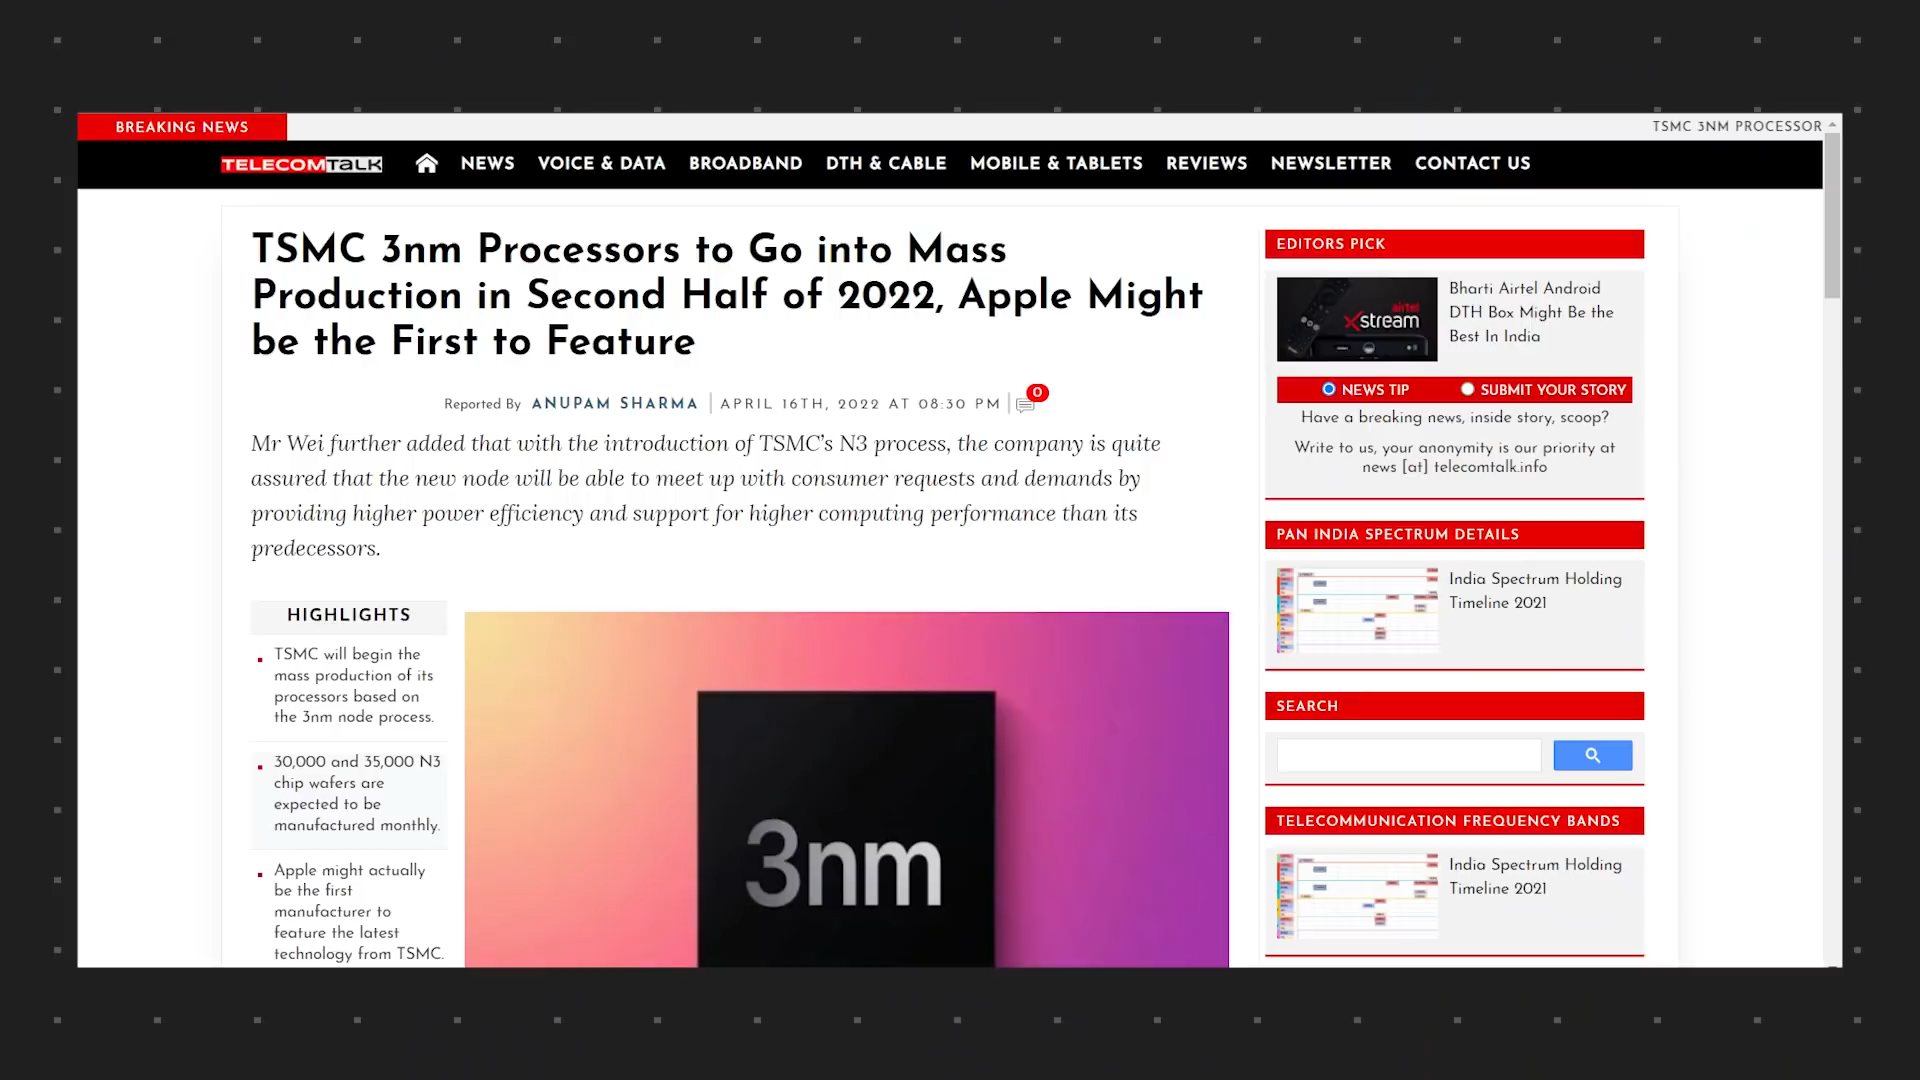 BREAKING NEWS
TSMC 3NM PROCESSOR
TELECOMTALK
NEWS
VOICE & DATA
BROADBAND
DTH & CABLE
MOBILE & TABLETS
REVIEWS
NEWSLETTER
CONTACT US
TSMC 3nm Processors to Go into Mass
Production in Second Half of 2022, Apple Might
be the First to Feature
Reported By ANUPAM SHARMA | APRIL 16TH, 2022 AT 08:30 PM | 0
Mr Wei further added that with the introduction of TSMC’s N3 process, the company is quite
assured that the new node will be able to meet up with consumer requests and demands by
providing higher power efficiency and support for higher computing performance than its
predecessors.
HIGHLIGHTS
TSMC will begin the
mass production of its
processors based on
the 3nm node process.
30,000 and 35,000 N3
chip wafers are
expected to be
manufactured monthly.
Apple might actually
be the first
manufacturer to
feature the latest
technology from TSMC.
3nm
EDITORS PICK
airtel
Xstream
Bharti Airtel Android
DTH Box Might Be the
Best In India
NEWS TIP
SUBMIT YOUR STORY
Have a breaking news, inside story, scoop?
Write to us, your anonymity is our priority at
news [at] telecomtalk.info
PAN INDIA SPECTRUM DETAILS
India Spectrum Holding
Timeline 2021
SEARCH
TELECOMMUNICATION FREQUENCY BANDS
India Spectrum Holding
Timeline 2021